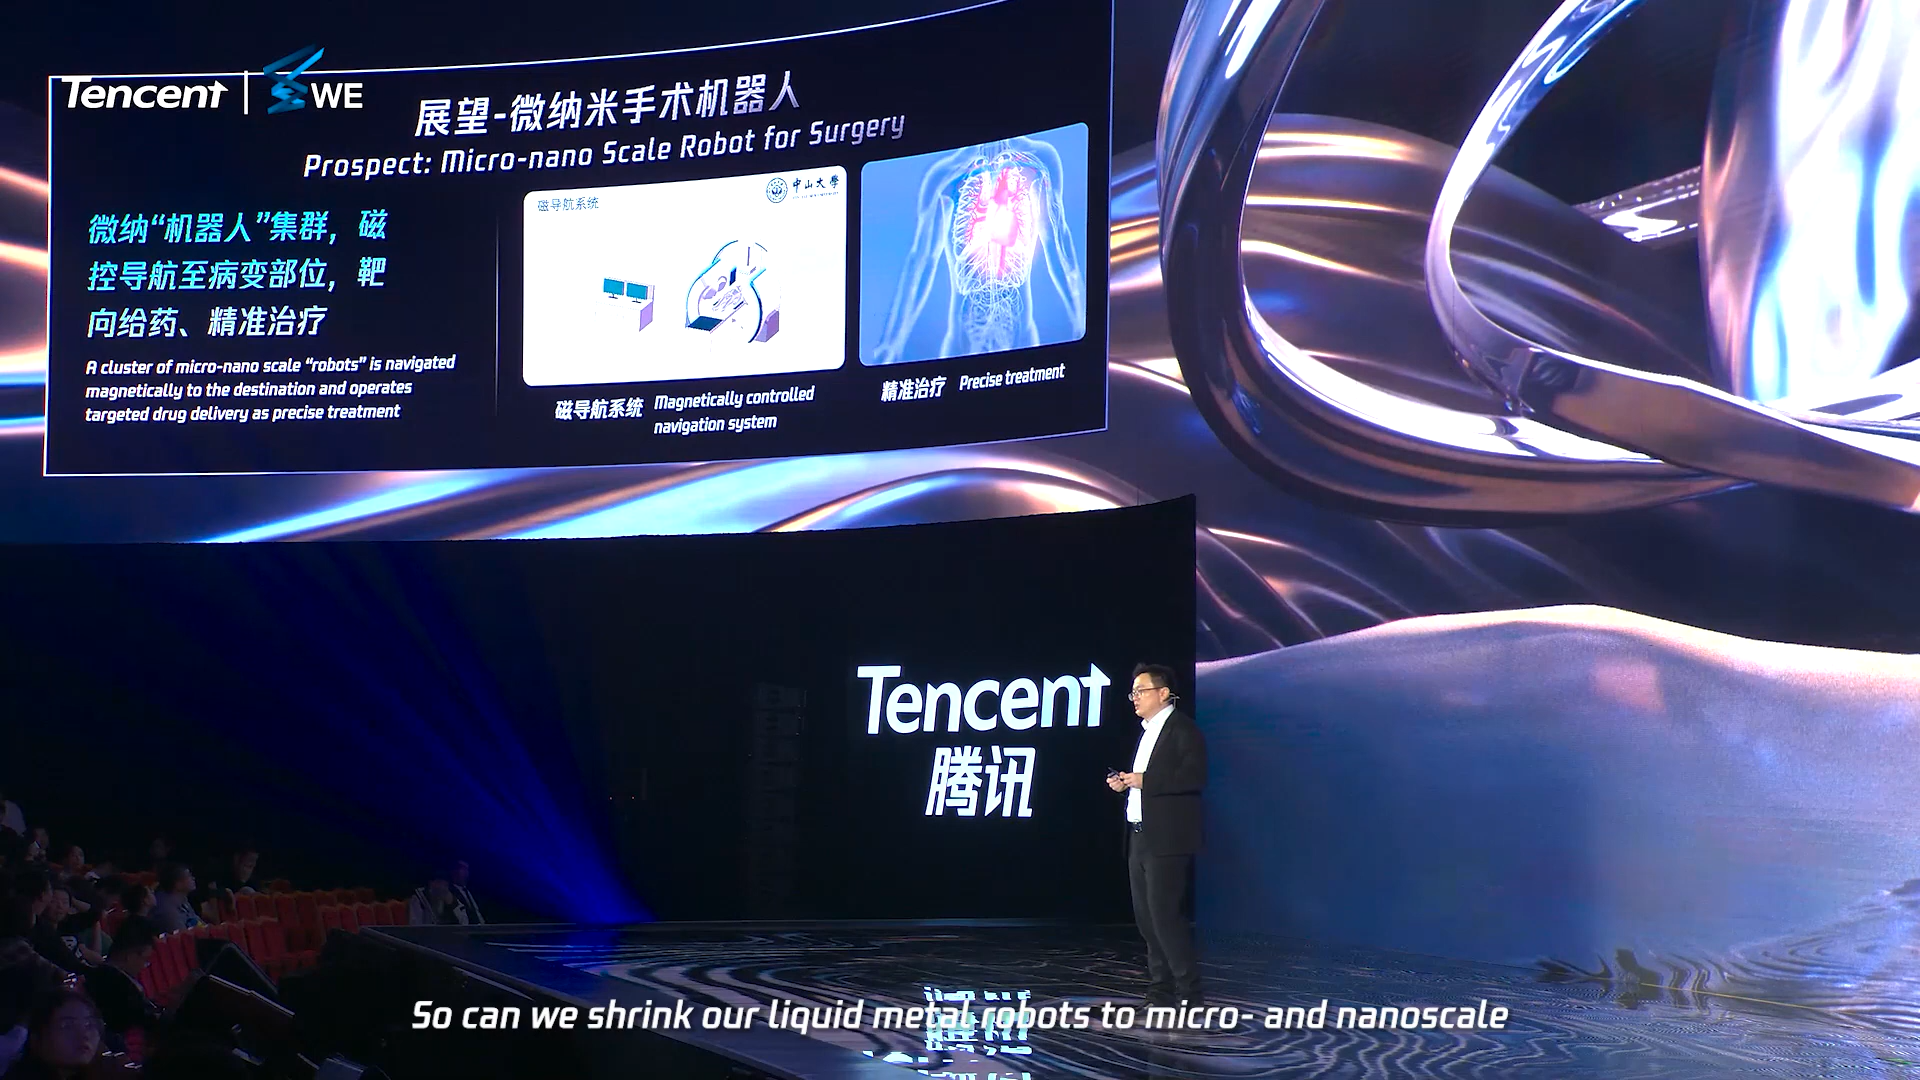 Tencent | WE
展望-微纳米手术机器人
Prospect: Micro-nano Scale Robot for Surgery
微纳“机器人”集群，磁
控导航至病变部位，靶
向给药、精准治疗
A cluster of micro-nano scale “robots” is navigated
magnetically to the destination and operates
targeted drug delivery as precise treatment
磁导航系统
中山大學
磁导航系统 Magnetically controlled
navigation system
精准治疗 Precise treatment
Tencent
腾讯
So can we shrink our liquid metal robots to micro- and nanoscale